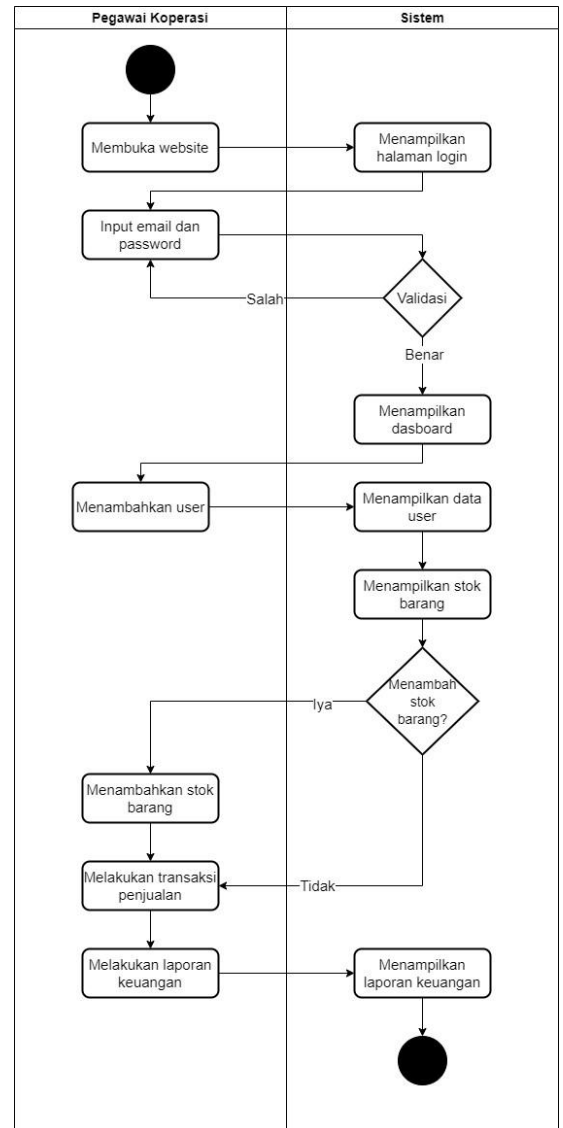 Pegawai Koperasi
Sistem
Membuka website
Menampilkan
halaman login
Input email dan
password
Validasi
Salah
Benar
Menampilkan
dasboard
Menambahkan user
Menampilkan data
user
Menampilkan stok
barang
Menambah
stok
barang?
Iya
Menambahkan stok
barang
Melakukan transaksi
penjualan
Tidak
Melakukan laporan
keuangan
Menampilkan
laporan keuangan